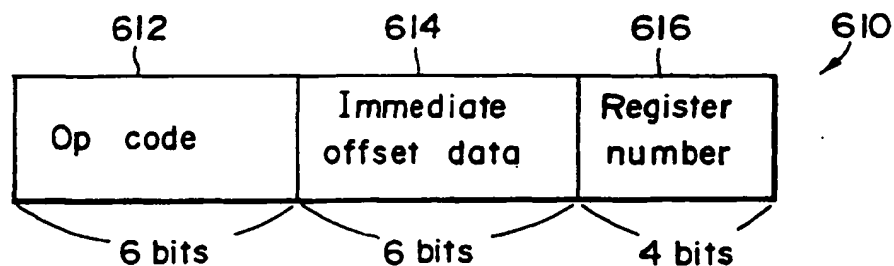 612 614 616 610
Op code
Immediate offset data
Register number
6 bits 6 bits 4 bits